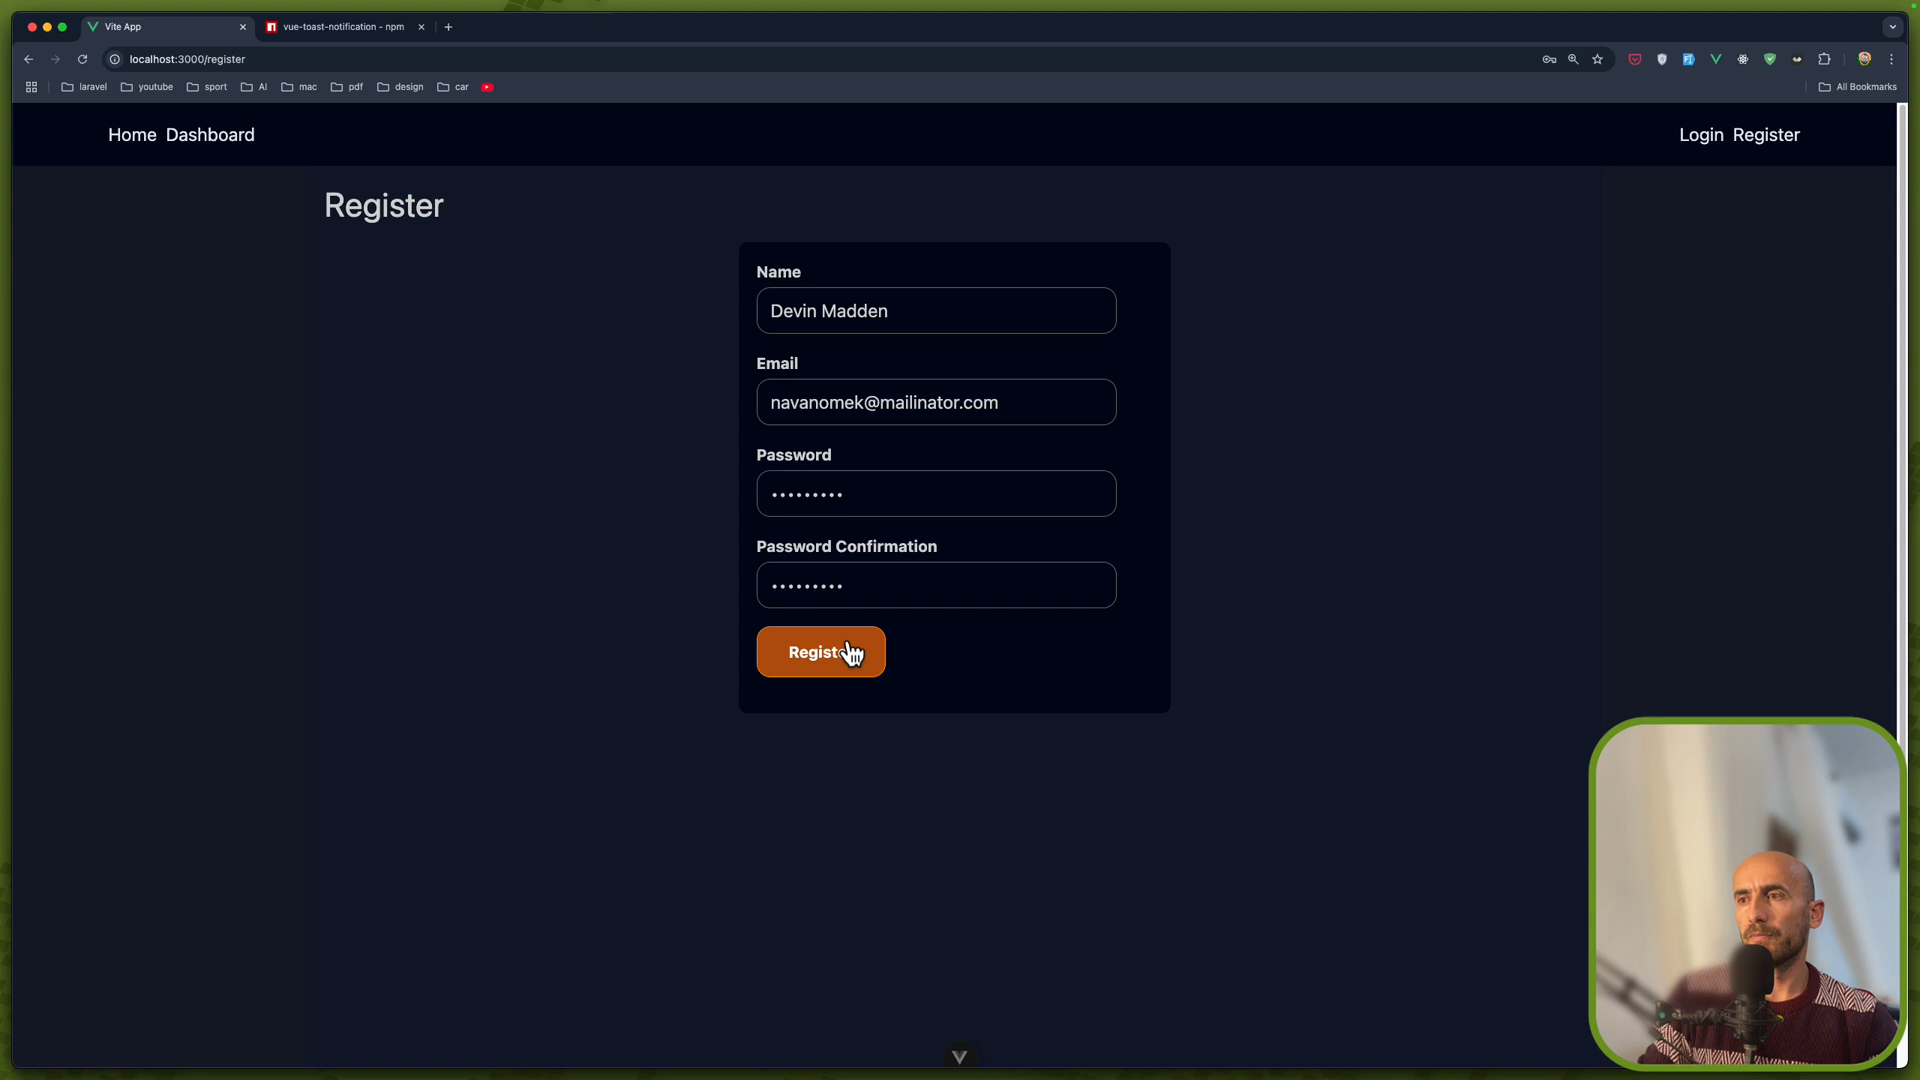 Vite App
vue-toast-notification - npm
localhost:3000/register
laravel
youtube
sport
AI
mac
pdf
design
car
All Bookmarks
Home Dashboard
Login Register
Register
Name
Devin Madden
Email
navanomek@mailinator.com
Password
Password Confirmation